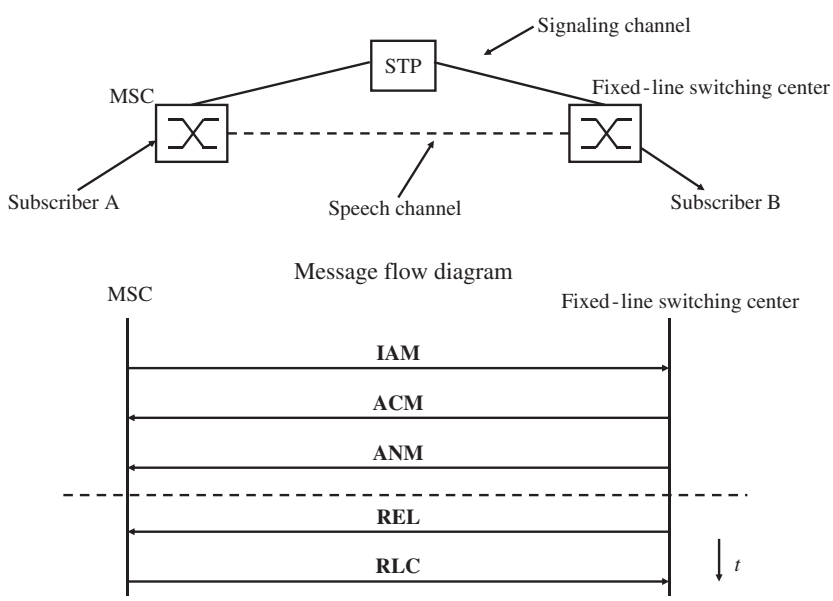 Signaling channel
STP
MSC
Fixed-line switching center
Subscriber A
Speech channel
Subscriber B
Message flow diagram
MSC
Fixed-line switching center
IAM
ACM
ANM
REL
RLC
t